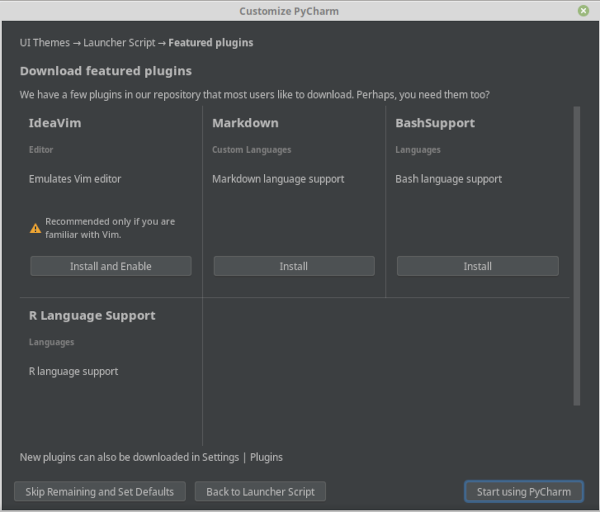 Customize PyCharm
UI Themes → Launcher Script → Featured plugins
Download featured plugins
We have a few plugins in our repository that most users like to download. Perhaps, you need them too?
IdeaVim
Editor
Emulates Vim editor
Recommended only if you are
familiar with Vim.
Install and Enable
Markdown
Custom Languages
Markdown language support
Install
BashSupport
Languages
Bash language support
Install
R Language Support
Languages
R language support
New plugins can also be downloaded in Settings | Plugins
Skip Remaining and Set Defaults
Back to Launcher Script
Start using PyCharm